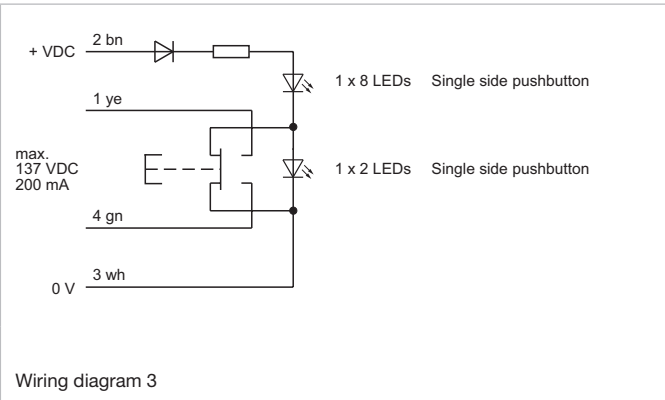 + VDC 2 bn
1 x 8 LEDs Single side pushbutton
1 ye
max.
137 VDC
200 mA
1 x 2 LEDs Single side pushbutton
4 gn
0 V 3 wh
Wiring diagram 3